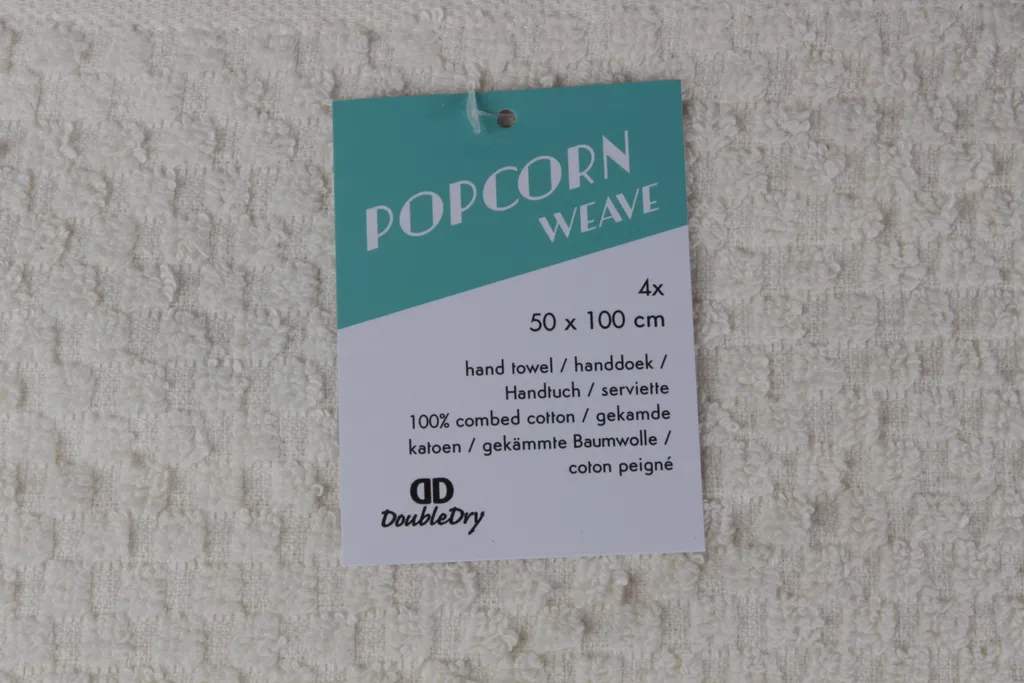 POPCORN
WEAVE
4x
50 x 100 cm
hand towel / handdoek /
Handtuch / serviette
100% combed cotton / gekamde
katoen / gekämmte Baumwolle /
coton peigné
DD
DoubleDry